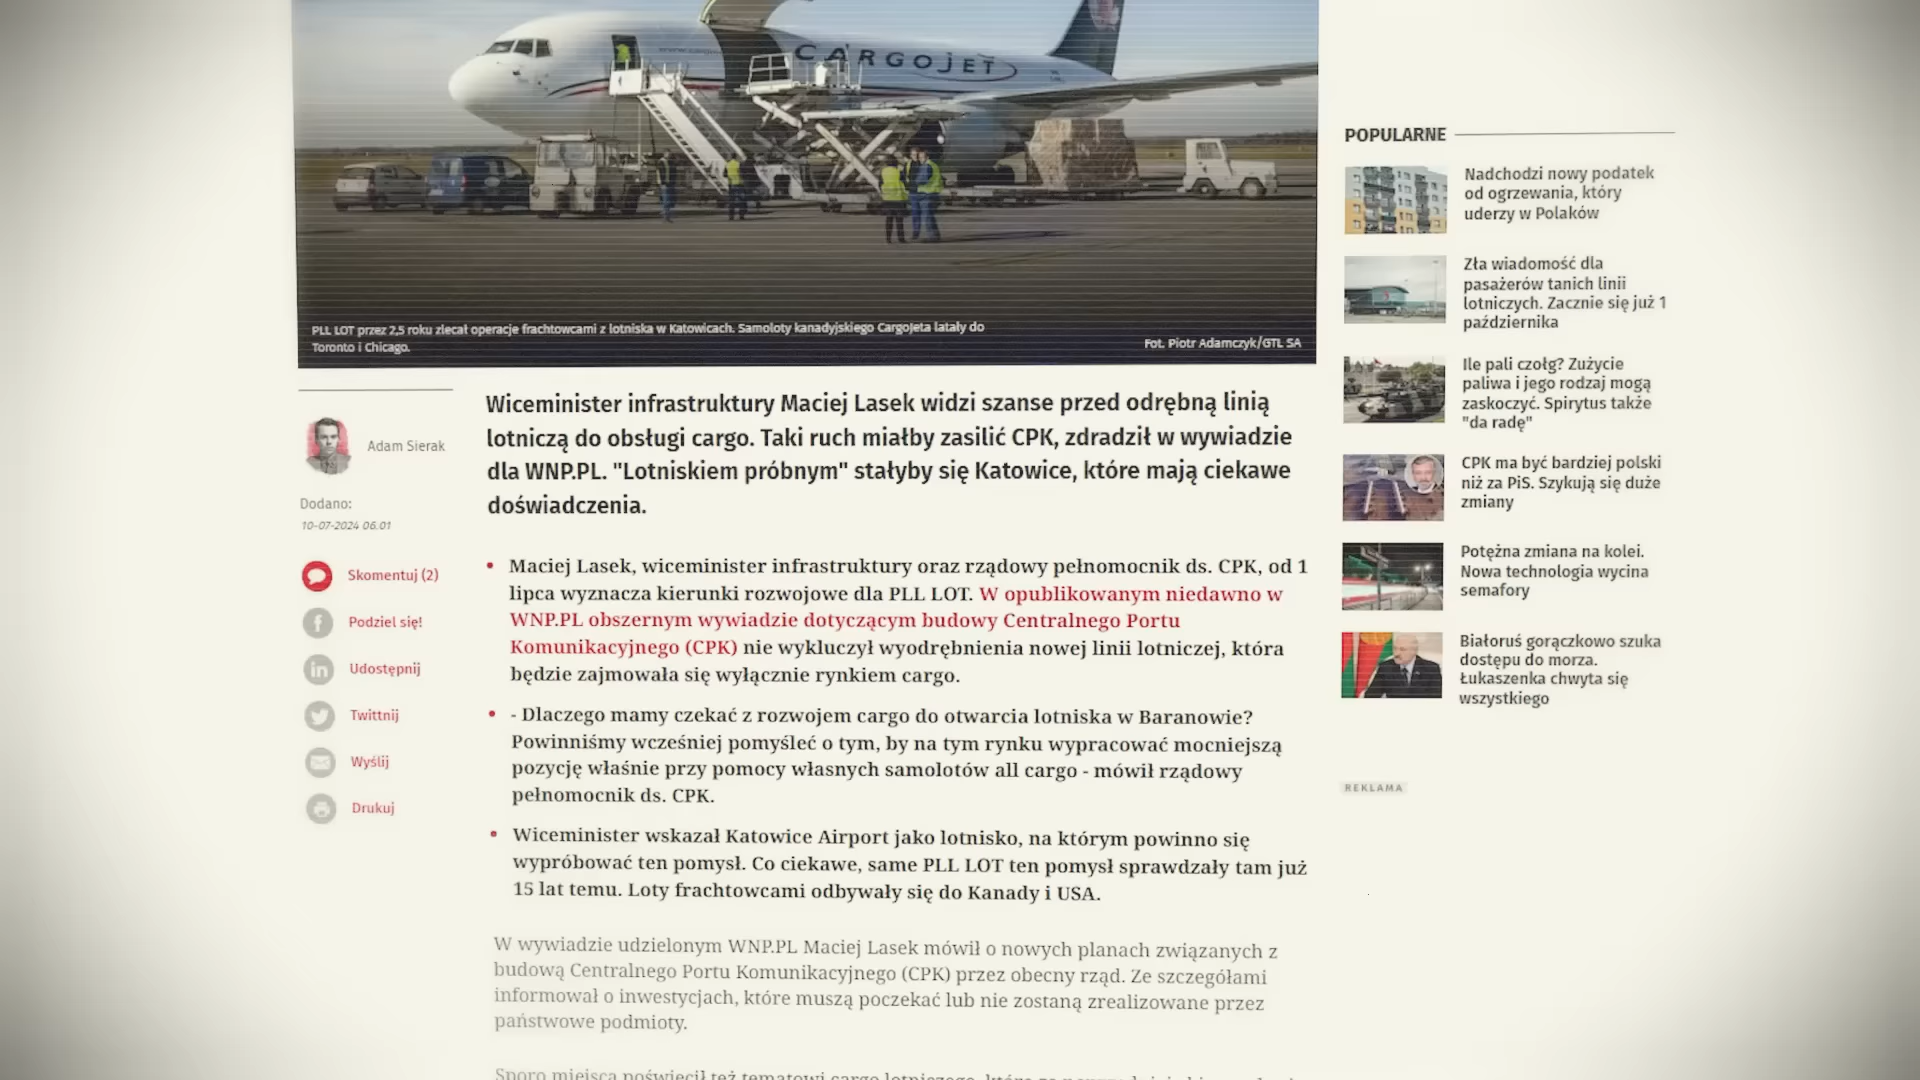 CARGOJET
PLL LOT przez 2,5 roku zlecał operacje frachtowcami z lotniska w Katowicach. Samoloty kanadyjskiego CargoJeta latały do
Toronto i Chicago.
Fot. Piotr Adamczyk/GTL SA
Adam Sierak
Dodano:
10-07-2024 06.01
Skomentuj (2)
Podziel się!
Udostępnij
Twittnij
Wyślij
Drukuj
Wiceminister infrastruktury Maciej Lasek widzi szanse przed odrębną linią
lotniczą do obsługi cargo. Taki ruch miałby zasilić CPK, zdradził w wywiadzie
dla WNP.PL. "Lotniskiem próbnym" stałyby się Katowice, które mają ciekawe
doświadczenia.
• Maciej Lasek, wiceminister infrastruktury oraz rządowy pełnomocnik ds. CPK, od 1
lipca wyznacza kierunki rozwojowe dla PLL LOT. W opublikowanym niedawno w
WNP.PL obszernym wywiadzie dotyczącym budowy Centralnego Portu
Komunikacyjnego (CPK) nie wykluczył wyodrębnienia nowej linii lotniczej, która
będzie zajmowała się wyłącznie rynkiem cargo.
• - Dlaczego mamy czekać z rozwojem cargo do otwarcia lotniska w Baranowie?
Powinniśmy wcześniej pomyśleć o tym, by na tym rynku wypracować mocniejszą
pozycję właśnie przy pomocy własnych samolotów all cargo - mówił rządowy
pełnomocnik ds. CPK.
• Wiceminister wskazał Katowice Airport jako lotnisko, na którym powinno się
wypróbować ten pomysł. Co ciekawe, same PLL LOT ten pomysł sprawdzały tam już
15 lat temu. Loty frachtowcami odbywały się do Kanady i USA.
W wywiadzie udzielonym WNP.PL Maciej Lasek mówił o nowych planach związanych z
budową Centralnego Portu Komunikacyjnego (CPK) przez obecny rząd. Ze szczegółami
informował o inwestycjach, które muszą poczekać lub nie zostaną zrealizowane przez
państwowe podmioty.
Sporo miejsca poświęcił też tematowi cargo lotniczego
POPULARNE
Nadchodzi nowy podatek
od ogrzewania, który
uderzy w Polaków
Zła wiadomość dla
pasażerów tanich linii
lotniczych. Zacznie się już 1
października
Ile pali czołg? Zużycie
paliwa i jego rodzaj mogą
zaskoczyć. Spirytus także
"da radę"
CPK ma być bardziej polski
niż za PiS. Szykują się duże
zmiany
Potężna zmiana na kolei.
Nowa technologia wycina
semafory
Białoruś gorączkowo szuka
dostępu do morza.
Łukaszenka chwyta się
wszystkiego
REKLAMA